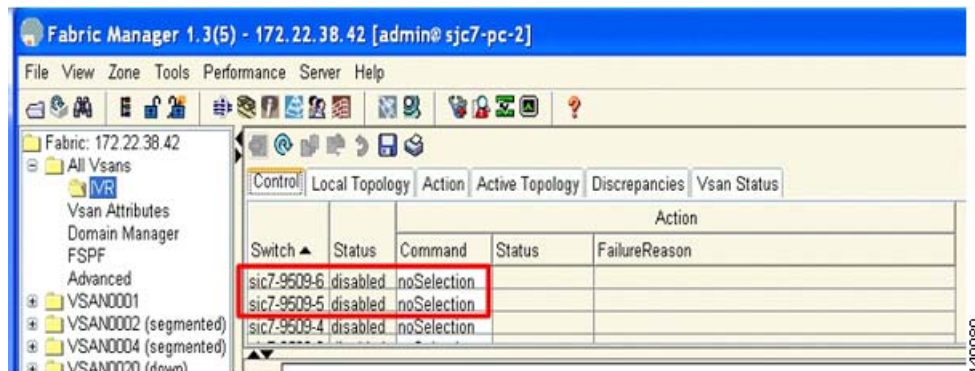 Fabric Manager 1.3(5) - 172.22.38.42 [admin@sjc7-pc-2]
File View Zone Tools Performance Server Help
Fabric: 172.22.38.42
All Vsans
IVR
Vsan Attributes
Domain Manager
FSPF
Advanced
VSAN0001
VSAN0002 (segmented)
VSAN0004 (segmented)
VSAN0020 (down)
Control Local Topology Action Active Topology Discrepancies Vsan Status
Action
Switch Status Command Status FailureReason
sjc7-9509-6 disabled noSelection
sjc7-9509-5 disabled noSelection
sjc7-9509-4 disabled noSelection